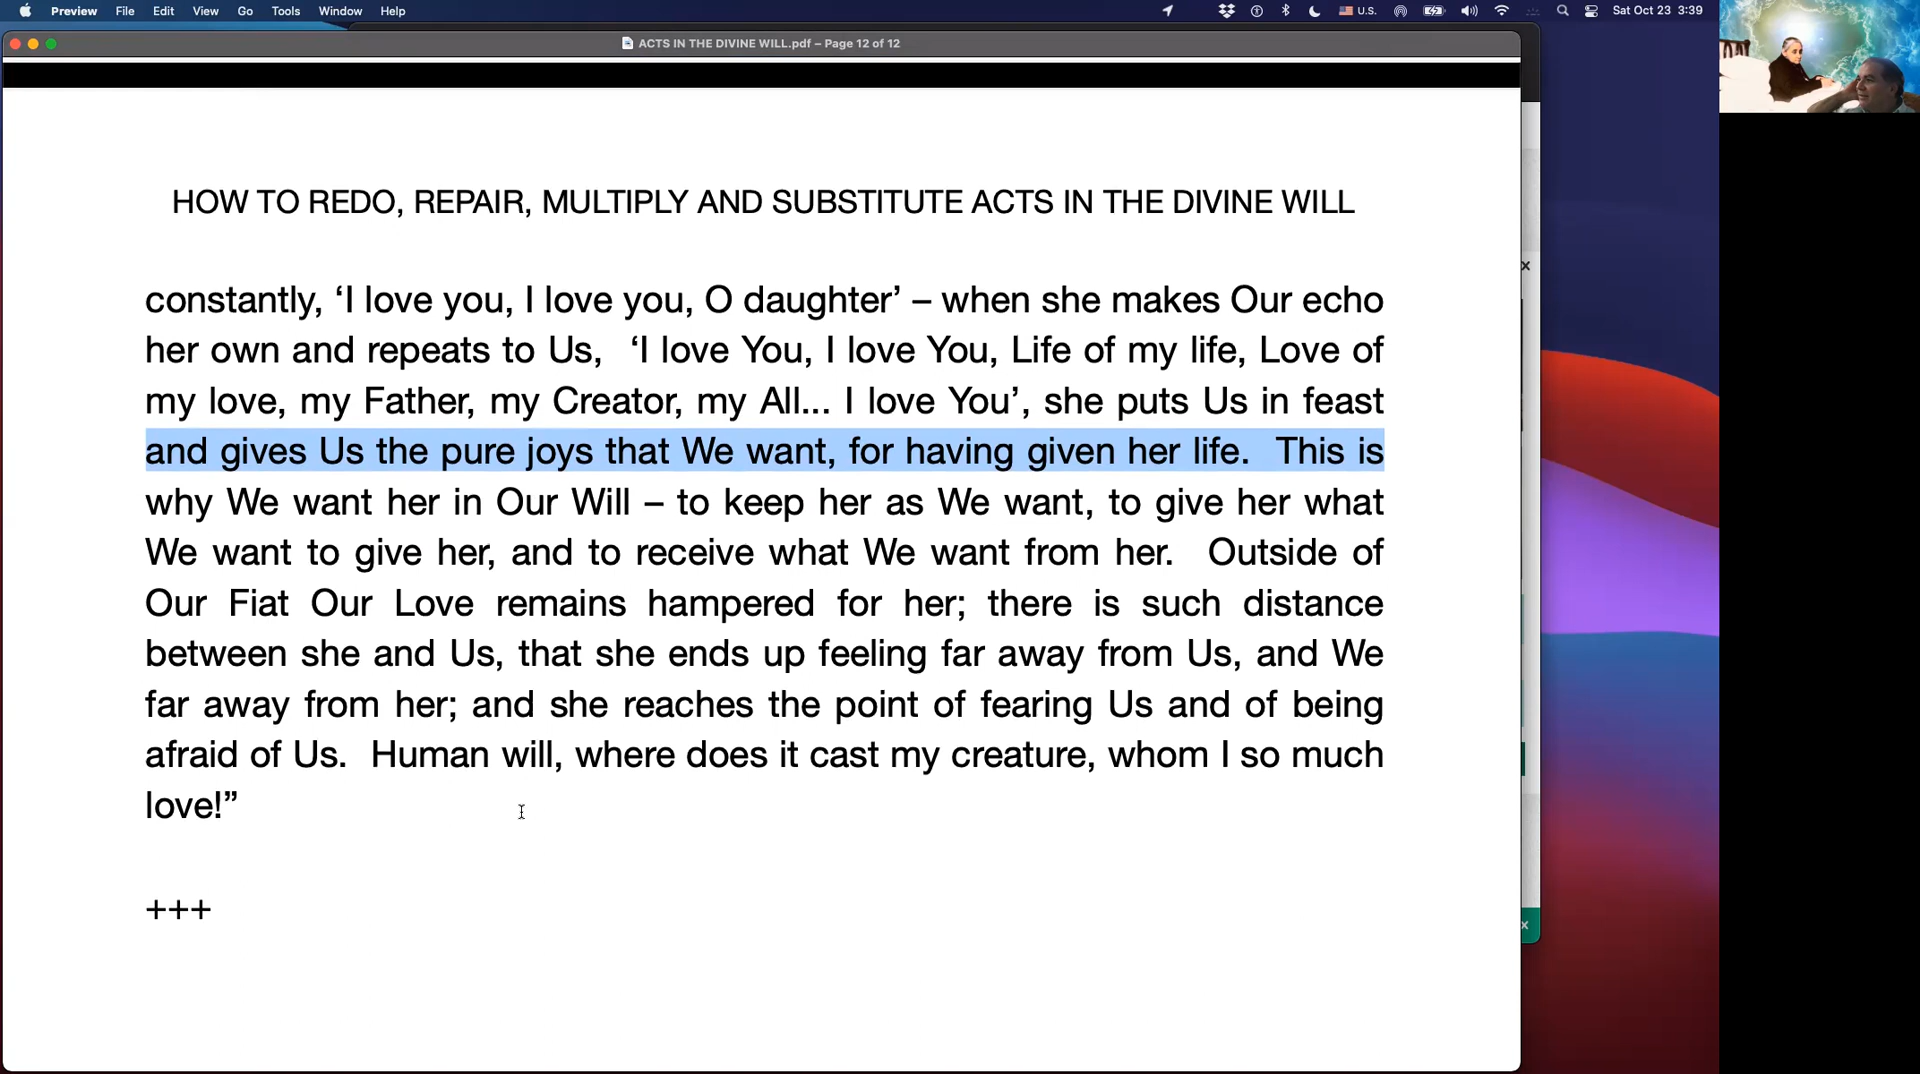 Preview File Edit View Go Tools Window Help U.S. Sat Oct 23 3:39
ACTS IN THE DIVINE WILL.pdf – Page 12 of 12
HOW TO REDO, REPAIR, MULTIPLY AND SUBSTITUTE ACTS IN THE DIVINE WILL
constantly, ‘I love you, I love you, O daughter’ – when she makes Our echo
her own and repeats to Us, ‘I love You, I love You, Life of my life, Love of
my love, my Father, my Creator, my All... I love You’, she puts Us in feast
and gives Us the pure joys that We want, for having given her life. This is
why We want her in Our Will – to keep her as We want, to give her what
We want to give her, and to receive what We want from her. Outside of
Our Fiat Our Love remains hampered for her; there is such distance
between she and Us, that she ends up feeling far away from Us, and We
far away from her; and she reaches the point of fearing Us and of being
afraid of Us. Human will, where does it cast my creature, whom I so much
love!”
+++